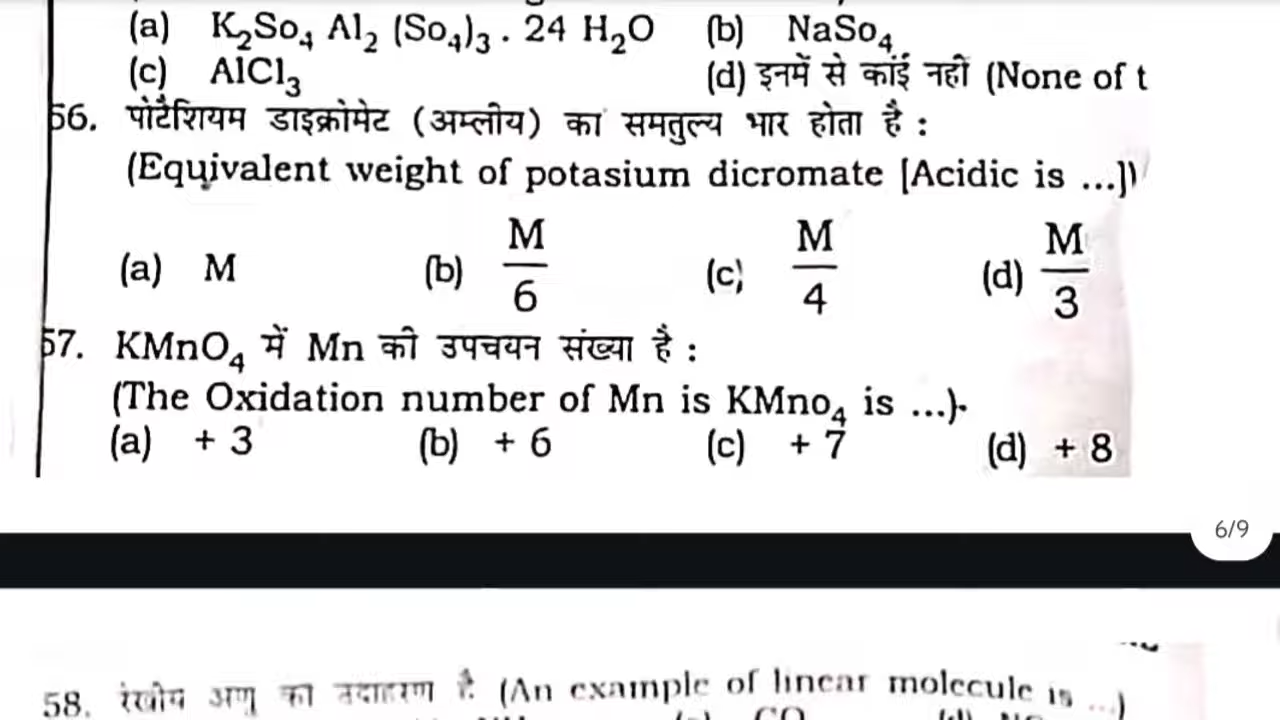 (a) K₂So₄ Al₂ (So₄)₃ . 24 H₂O (b) NaSo₄
(c) AlCl₃ (d) इनमें से कोई नहीं (None of t
56. पोटैशियम डाइक्रोमेट (अम्लीय) का समतुल्य भार होता है :
(Equivalent weight of potasium dicromate [Acidic is ...])
(a) M (b) M/6 (c) M/4 (d) M/3
57. KMnO₄ में Mn की उपचयन संख्या है :
(The Oxidation number of Mn is KMno₄ is ...).
(a) + 3 (b) + 6 (c) + 7 (d) + 8
6/9
58. रेखीय अणु का उदाहरण है (An example of linear molecule is ...)